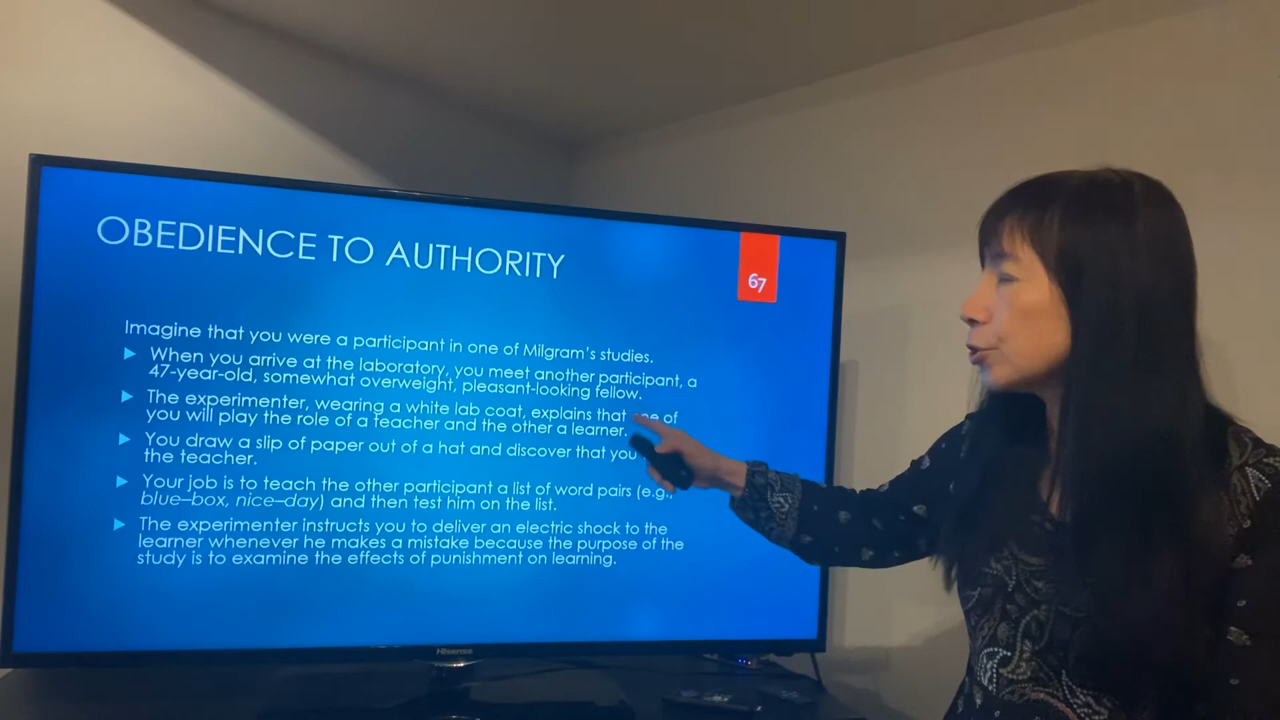 OBEDIENCE TO AUTHORITY
67
Imagine that you were a participant in one of Milgram's studies.
When you arrive at the laboratory, you meet another participant, a
47-year-old, somewhat overweight, pleasant-looking fellow.
The experimenter, wearing a white lab coat, explains that of
you will play the role of a teacher and the other a learner.
You draw a slip of paper out of a hat and discover that you
the teacher.
Your job is to teach the other participant a list of word pairs (e.g.,
blue–box, nice–day) and then test him on the list.
The experimenter instructs you to deliver an electric shock to the
learner whenever he makes a mistake because the purpose of the
study is to examine the effects of punishment on learning.
Hisense